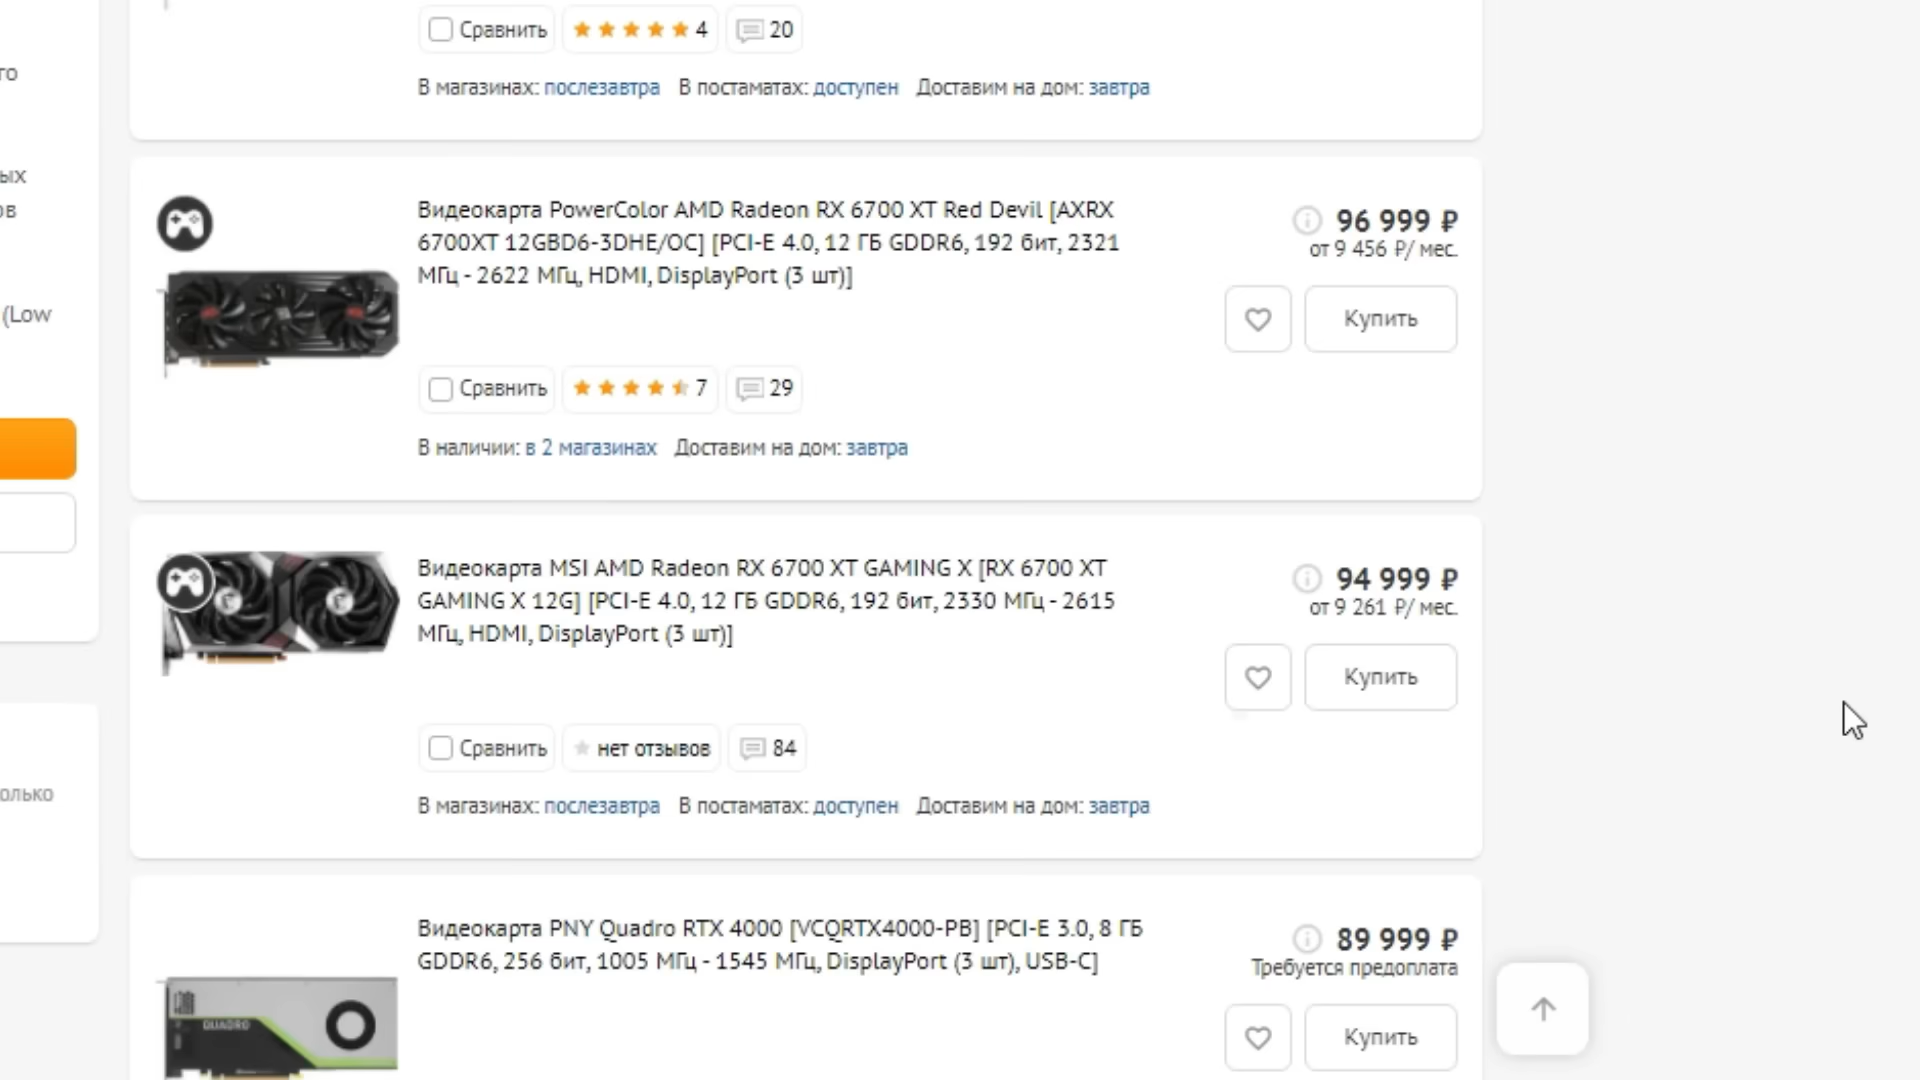 го
ых
ов
(Low
олько
Сравнить 4 20
В магазинах: послезавтра В постаматах: доступен Доставим на дом: завтра
Видеокарта PowerColor AMD Radeon RX 6700 XT Red Devil [AXRX
6700XT 12GBD6-3DHE/OC] [PCI-E 4.0, 12 ГБ GDDR6, 192 бит, 2321
МГц - 2622 МГц, HDMI, DisplayPort (3 шт)]
96 999 ₽
от 9 456 ₽/ мес.
Купить
Сравнить 7 29
В наличии: в 2 магазинах Доставим на дом: завтра
Видеокарта MSI AMD Radeon RX 6700 XT GAMING X [RX 6700 XT
GAMING X 12G] [PCI-E 4.0, 12 ГБ GDDR6, 192 бит, 2330 МГц - 2615
МГц, HDMI, DisplayPort (3 шт)]
94 999 ₽
от 9 261 ₽/ мес.
Купить
Сравнить нет отзывов 84
В магазинах: послезавтра В постаматах: доступен Доставим на дом: завтра
Видеокарта PNY Quadro RTX 4000 [VCQRTX4000-PB] [PCI-E 3.0, 8 ГБ
GDDR6, 256 бит, 1005 МГц - 1545 МГц, DisplayPort (3 шт), USB-C]
89 999 ₽
Требуется предоплата
Купить
QUADRO